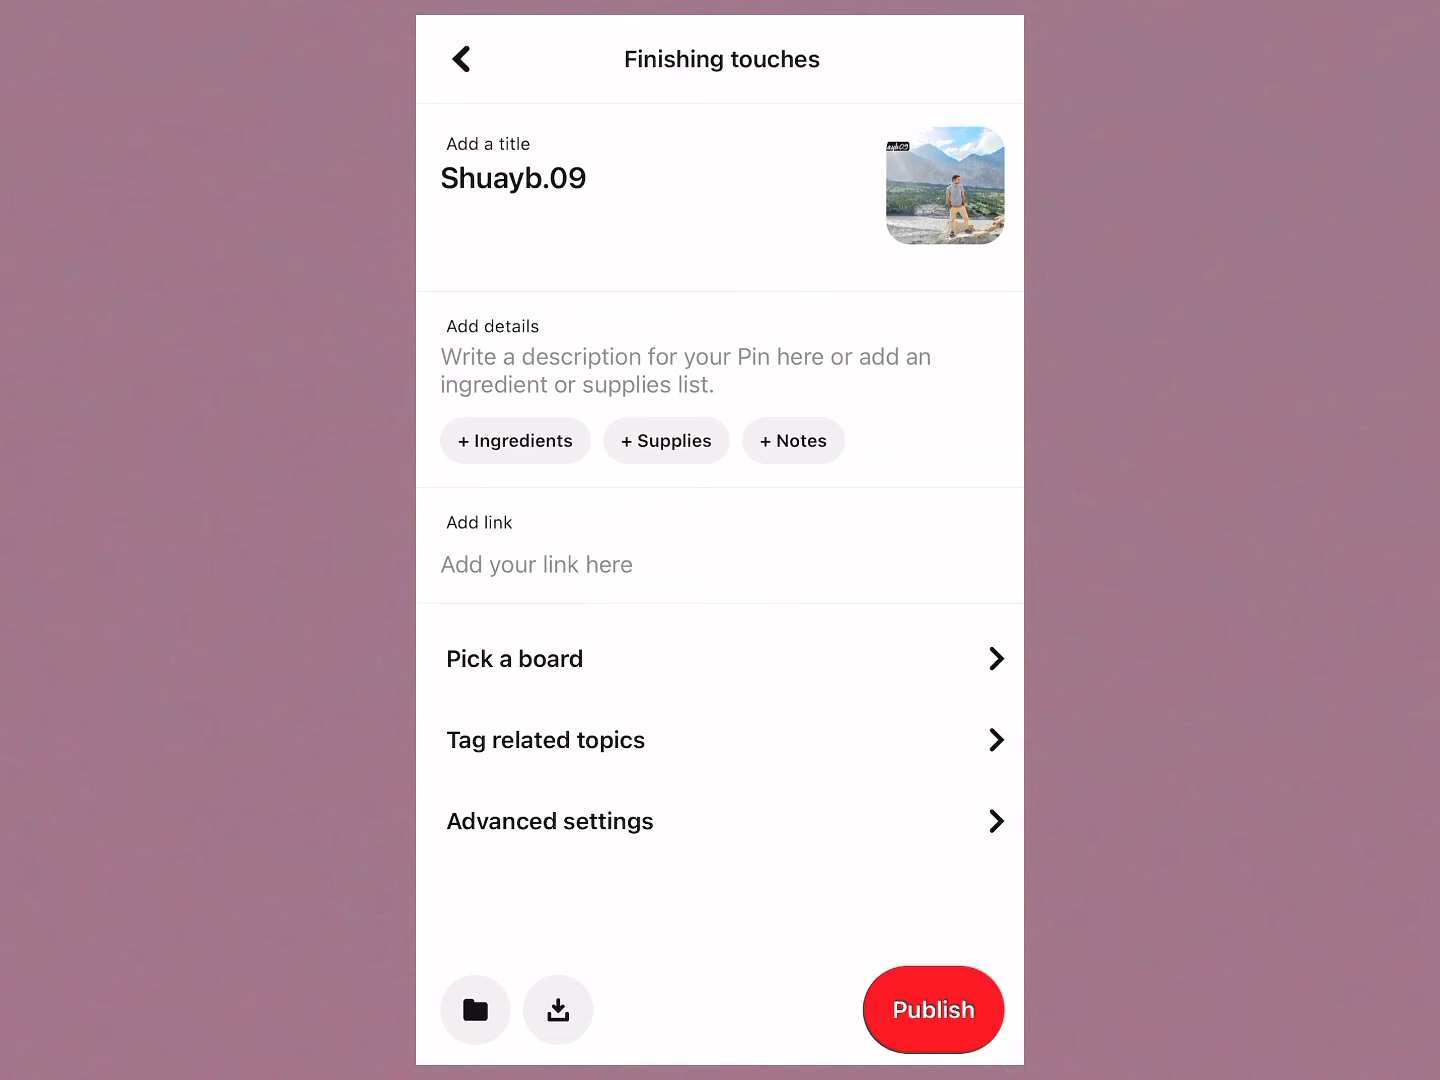 Finishing touches
Add a title
Shuayb.09
Add details
Write a description for your Pin here or add an
ingredient or supplies list.
+ Ingredients + Supplies + Notes
Add link
Add your link here
Pick a board
Tag related topics
Advanced settings
Publish